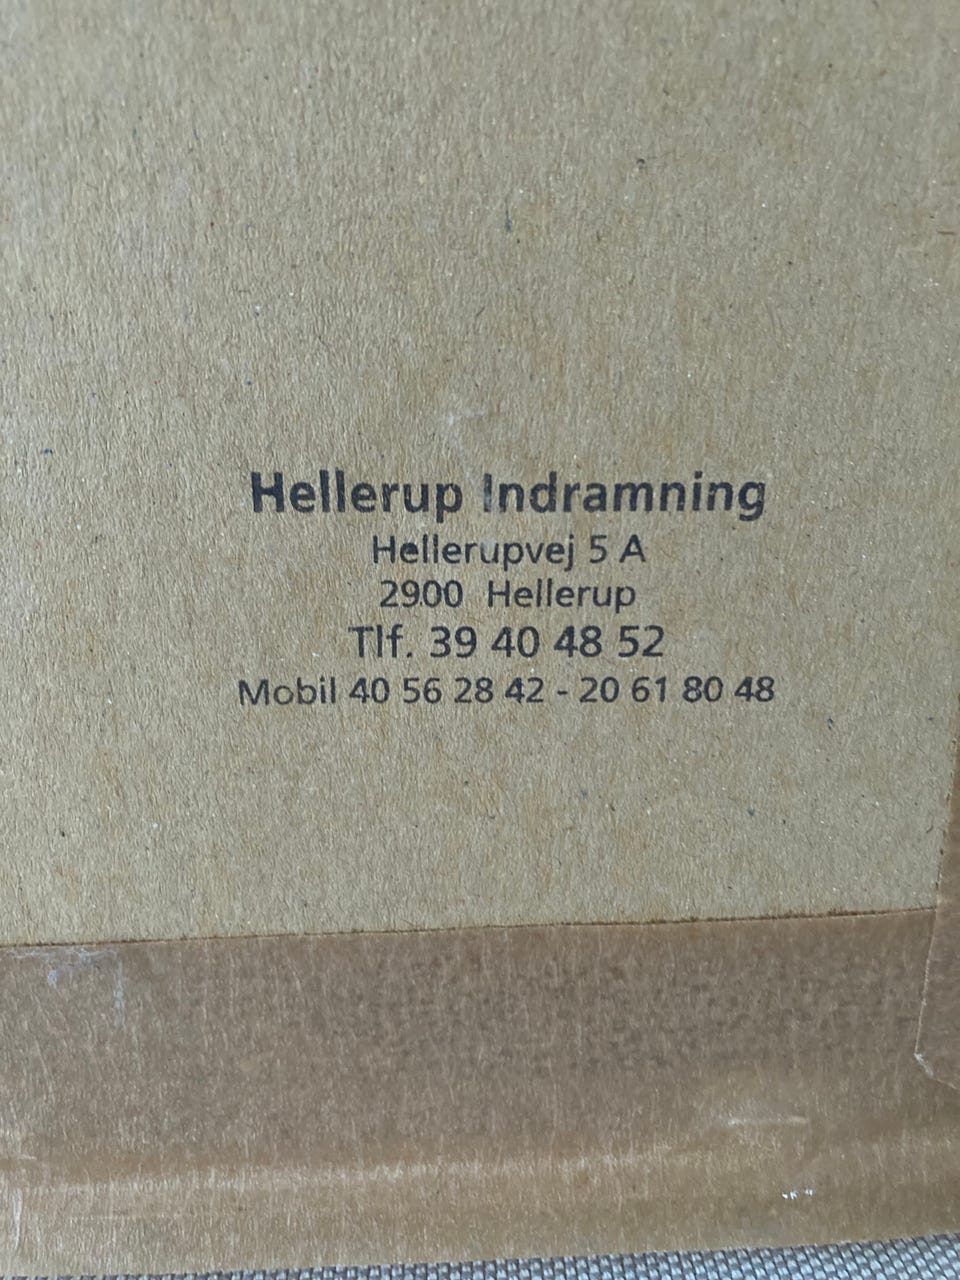 Hellerup Indramning
Hellerupvej 5 A
2900 Hellerup
Tlf. 39 40 48 52
Mobil 40 56 28 42 - 20 61 80 48